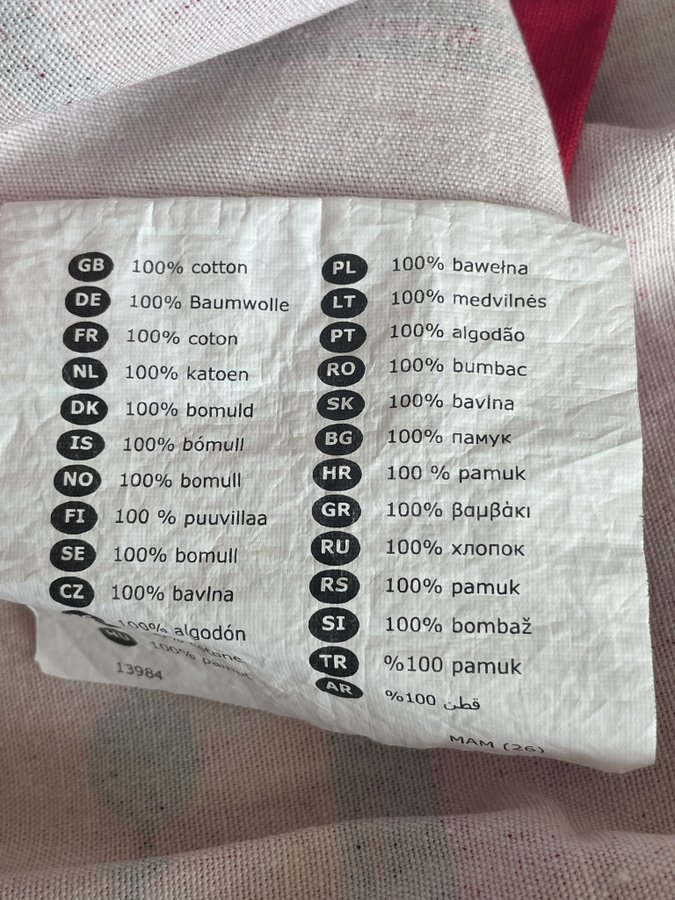 GB 100% cotton
DE 100% Baumwolle
FR 100% coton
NL 100% katoen
DK 100% bomuld
IS 100% bómull
NO 100% bomull
FI 100 % puuvillaa
SE 100% bomull
CZ 100% bavlna
100% algodón
HU 100% pamut
13984
PL 100% bawełna
LT 100% medvilnės
PT 100% algodão
RO 100% bumbac
SK 100% bavlna
BG 100% памук
HR 100 % pamuk
GR 100% βαμβάκι
RU 100% хлопок
RS 100% pamuk
SI 100% bombaž
TR %100 pamuk
AR %100 قطن
MAM (26)